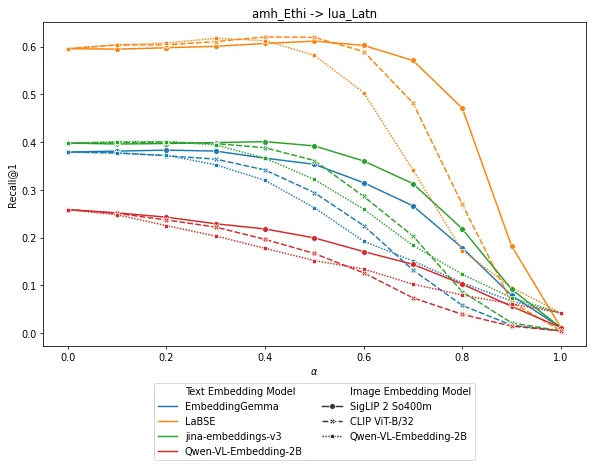 amh_Ethi -> lua_Latn
Recall@1
0.6
0.5
0.4
0.3
0.2
0.1
0.0
0.0 0.2 0.4 0.6 0.8 1.0
α
Text Embedding Model
EmbeddingGemma
LaBSE
jina-embeddings-v3
Qwen-VL-Embedding-2B
Image Embedding Model
SigLIP 2 So400m
CLIP ViT-B/32
Qwen-VL-Embedding-2B